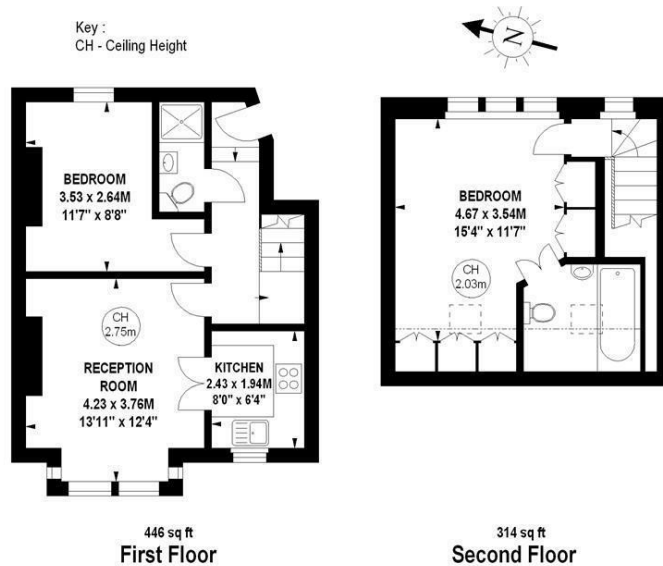 Key :
CH - Ceiling Height
N
BEDROOM
3.53 x 2.64M
11'7" x 8'8"
CH
2.75m
RECEPTION
ROOM
4.23 x 3.76M
13'11" x 12'4"
KITCHEN
2.43 x 1.94M
8'0" x 6'4"
446 sq ft
First Floor
BEDROOM
4.67 x 3.54M
15'4" x 11'7"
CH
2.03m
314 sq ft
Second Floor